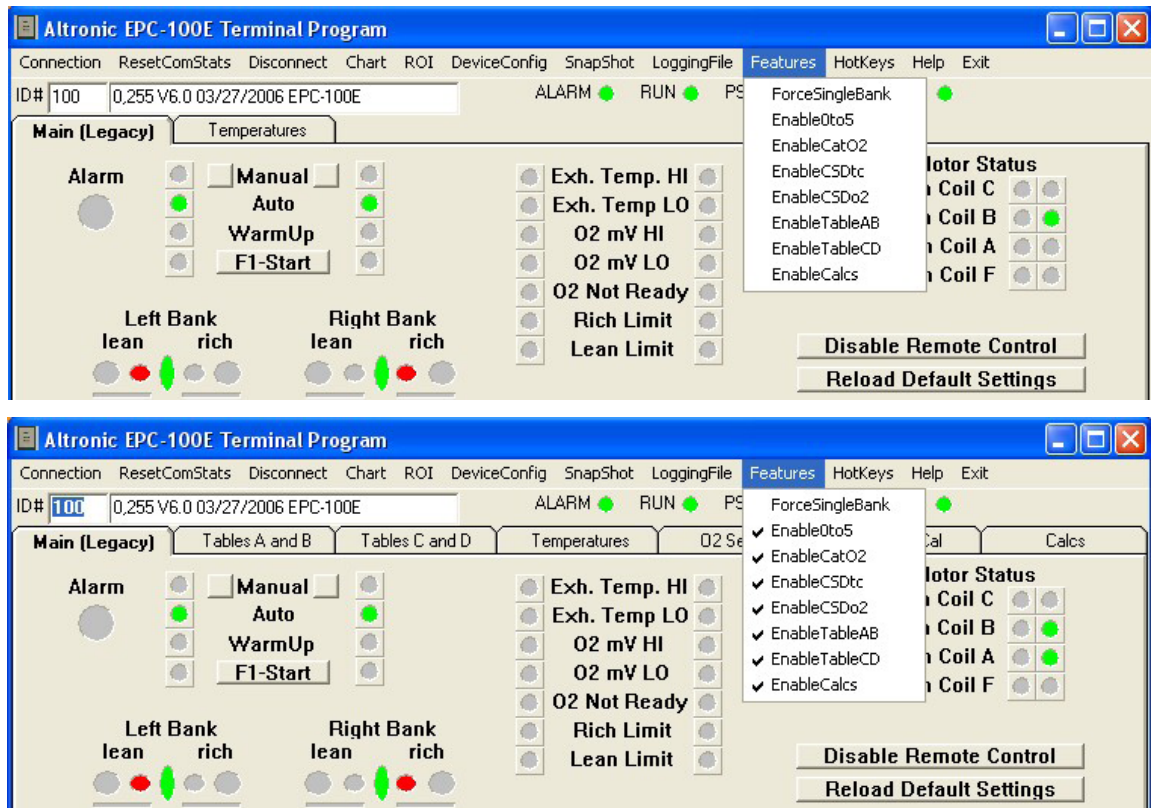 Altronic EPC-100E Terminal Program
Connection ResetComStats Disconnect Chart ROI DeviceConfig SnapShot LoggingFile Features HotKeys Help Exit
ID# 100 0,255 V6.0 03/27/2006 EPC-100E ALARM RUN PS
ForceSingleBank
Enable0to5
EnableCatO2
EnableCSDtc
EnableCSDo2
EnableTableAB
EnableTableCD
EnableCalcs
Main (Legacy) Temperatures
Alarm Manual Exh. Temp. HI Motor Status
Auto Exh. Temp LO Coil C
WarmUp O2 mV HI Coil B
F1-Start O2 mV LO Coil A
O2 Not Ready Coil F
Left Bank Right Bank Rich Limit
lean rich lean rich Lean Limit
Disable Remote Control
Reload Default Settings
Altronic EPC-100E Terminal Program
Connection ResetComStats Disconnect Chart ROI DeviceConfig SnapShot LoggingFile Features HotKeys Help Exit
ID# 100 0,255 V6.0 03/27/2006 EPC-100E ALARM RUN PS
ForceSingleBank
Enable0to5
EnableCatO2
EnableCSDtc
EnableCSDo2
EnableTableAB
EnableTableCD
EnableCalcs
Main (Legacy) Tables A and B Tables C and D Temperatures O2 Se Cal Calcs
Alarm Manual Exh. Temp. HI Motor Status
Auto Exh. Temp LO Coil C
WarmUp O2 mV HI Coil B
F1-Start O2 mV LO Coil A
O2 Not Ready Coil F
Left Bank Right Bank Rich Limit
lean rich lean rich Lean Limit
Disable Remote Control
Reload Default Settings